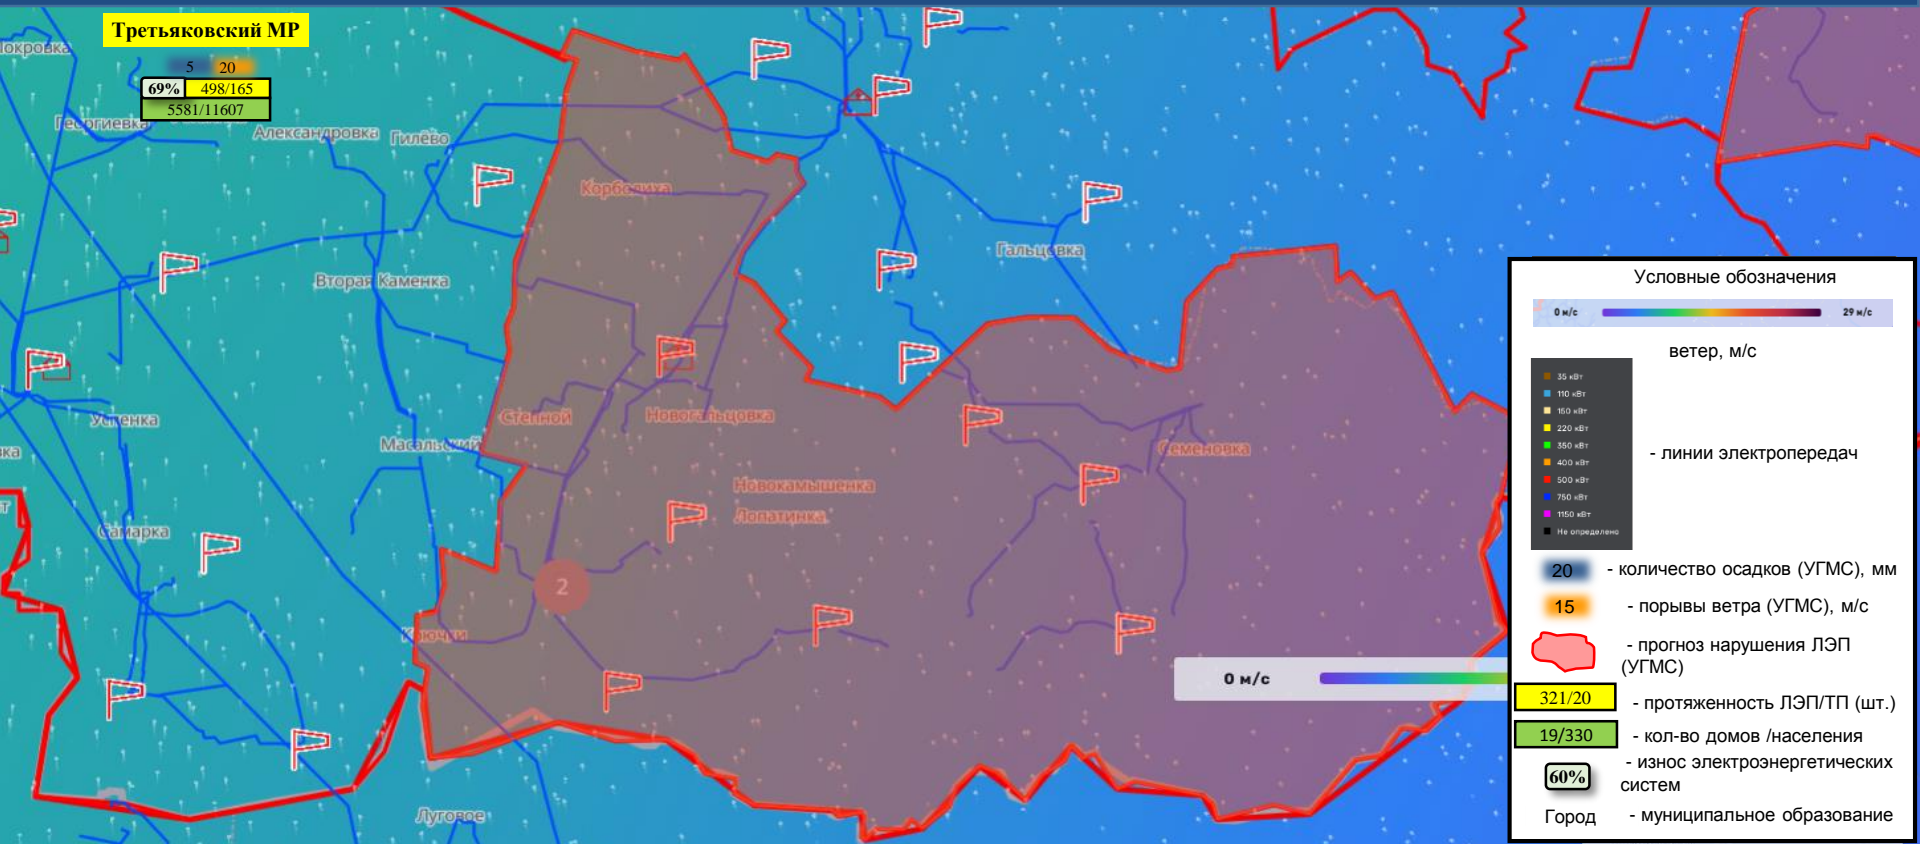 Третьяковский МР
5 20
69% 498/165
5581/11607
Покровка
Георгиевка
Александровка
Гилёво
Корболиха
Вторая Каменка
Гальцовка
Успенка
Масальский
Степной
Новогальцовка
Семеновка
Новокамышенка
Лопатинка
Самарка
2
Крючки
Луговое
0 м/с
Условные обозначения
0 м/с 29 м/с
ветер, м/с
35 кВт
110 кВт
150 кВт
220 кВт
350 кВт
400 кВт
500 кВт
750 кВт
1150 кВт
Не определено
- линии электропередач
20 - количество осадков (УГМС), мм
15 - порывы ветра (УГМС), м/с
- прогноз нарушения ЛЭП
(УГМС)
321/20 - протяженность ЛЭП/ТП (шт.)
19/330 - кол-во домов /населения
60% - износ электроэнергетических
систем
Город - муниципальное образование